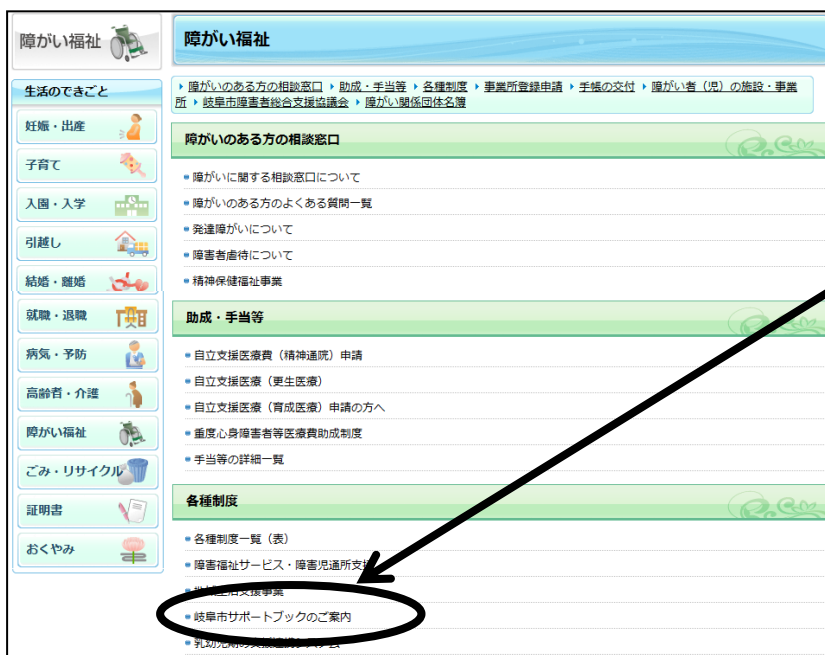 障がい福祉
障がい福祉
生活のできごと
妊娠・出産
子育て
入園・入学
引越し
結婚・離婚
就職・退職
病気・予防
高齢者・介護
障がい福祉
ごみ・リサイクル
証明書
おくやみ
障がいのある方の相談窓口 助成・手当等 各種制度 事業所登録申請 手帳の交付 障がい者（児）の施設・事業
所 岐阜市障害者総合支援協議会 障がい関係団体名簿
障がいのある方の相談窓口
障がいに関する相談窓口について
障がいのある方のよくある質問一覧
発達障がいについて
障害者虐待について
精神保健福祉事業
助成・手当等
自立支援医療費（精神通院）申請
自立支援医療（更生医療）
自立支援医療（育成医療）申請の方へ
重度心身障害者等医療費助成制度
手当等の詳細一覧
各種制度
各種制度一覧（表）
障害福祉サービス・障害児通所支
支援事業
岐阜市サポートブックのご案内